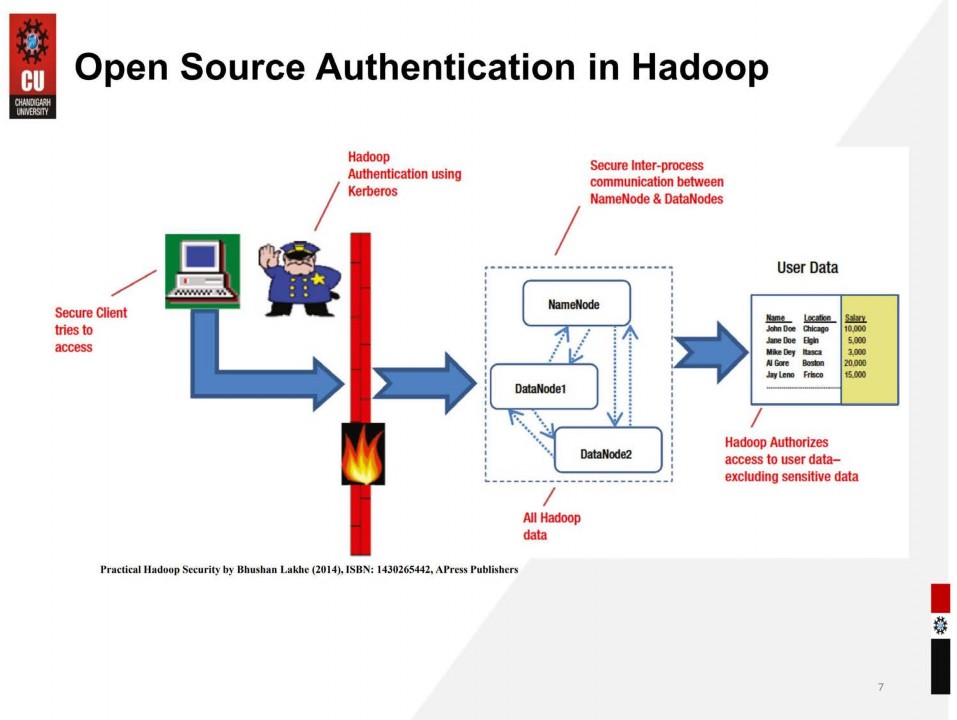 CU
CHANDIGARH
UNIVERSITY
Open Source Authentication in Hadoop
Hadoop
Authentication using
Kerberos
Secure Inter-process
communication between
NameNode & DataNodes
Secure Client
tries to
access
NameNode
DataNode1
DataNode2
All Hadoop
data
User Data
Name Location Salary
John Doe Chicago 10,000
Jane Doe Elgin 5,000
Mike Dey Itasca 3,000
Al Gore Boston 20,000
Jay Leno Frisco 15,000
Hadoop Authorizes
access to user data–
excluding sensitive data
Practical Hadoop Security by Bhushan Lakhe (2014), ISBN: 1430265442, APress Publishers
7